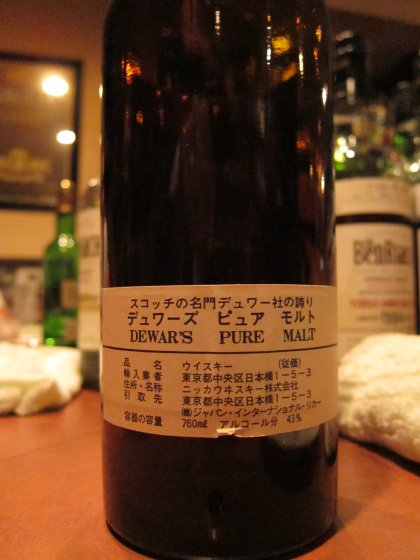 スコッチの名門デュワー社の誇り
デュワーズ ピュア モルト
DEWAR'S PURE MALT
品名 ウイスキー (従価)
輸入業者 東京都中央区日本橋1-5-3
住所・名称 ニッカウヰスキー株式会社
引取先 東京都中央区日本橋1-5-3
㈱ジャパン・インターナショナル・リカー
容器の容量 760mℓ アルコール分 43%